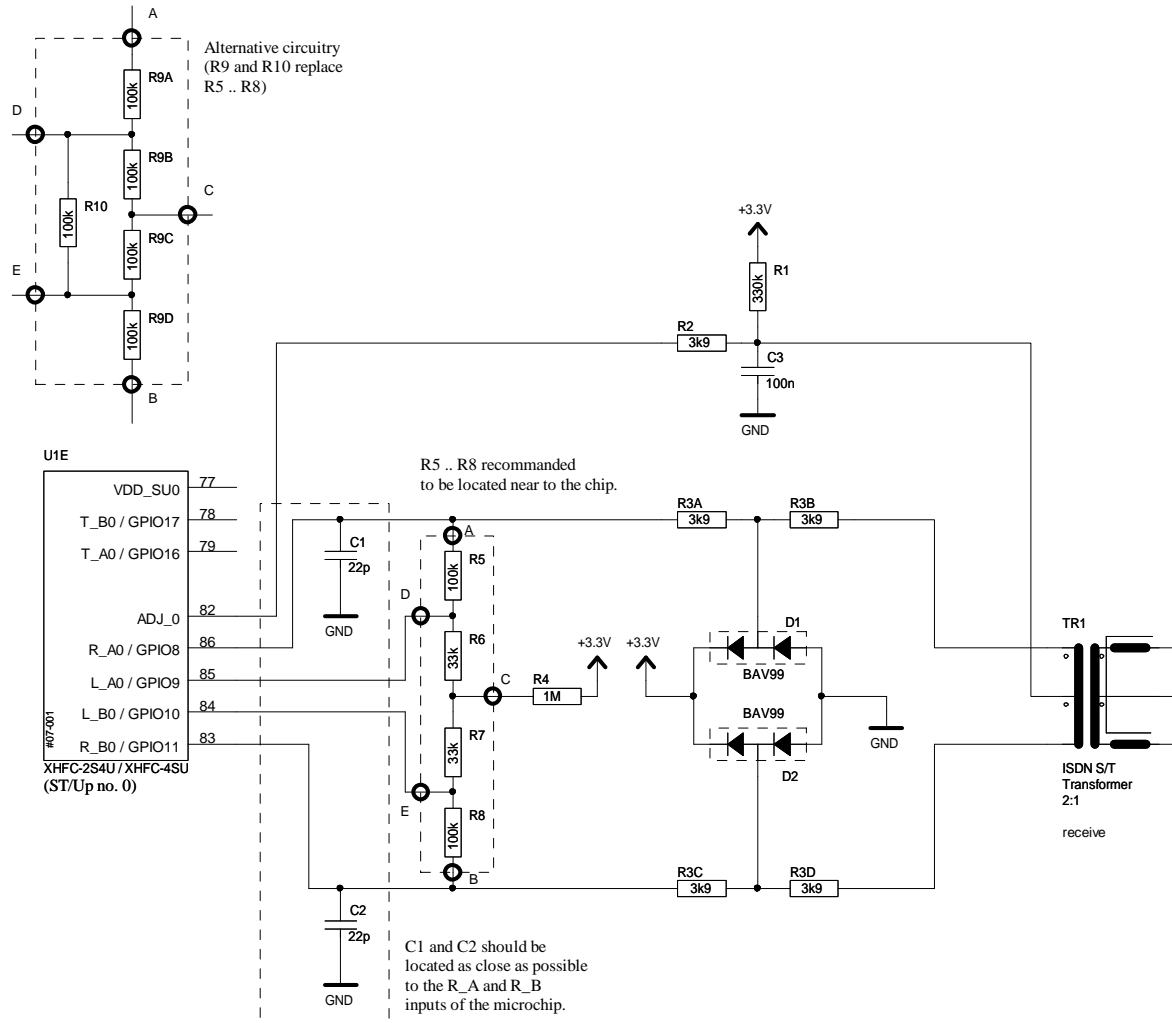 A
Alternative circuitry
(R9 and R10 replace
R5 .. R8)
R9A
100k
D
R9B
100k
C
R10
100k
R9C
100k
E
R9D
100k
B
+3.3V
R1
330k
R2
3k9
C3
100n
GND
U1E
VDD_SU0
77
T_B0 / GPIO17
78
T_A0 / GPIO16
79
ADJ_0
82
R_A0 / GPIO8
86
L_A0 / GPIO9
85
L_B0 / GPIO10
84
R_B0 / GPIO11
83
#07-001
XHFC-2S4U / XHFC-4SU
(ST/Up no. 0)
R5 .. R8 recommanded
to be located near to the chip.
C1
22p
GND
A
R5
100k
D
R6
33k
C
R4
1M
+3.3V
R7
33k
E
R8
100k
B
C2
22p
GND
C1 and C2 should be
located as close as possible
to the R_A and R_B
inputs of the microchip.
R3A
3k9
R3B
3k9
+3.3V
D1
BAV99
BAV99
D2
GND
R3C
3k9
R3D
3k9
TR1
ISDN S/T
Transformer
2:1
receive